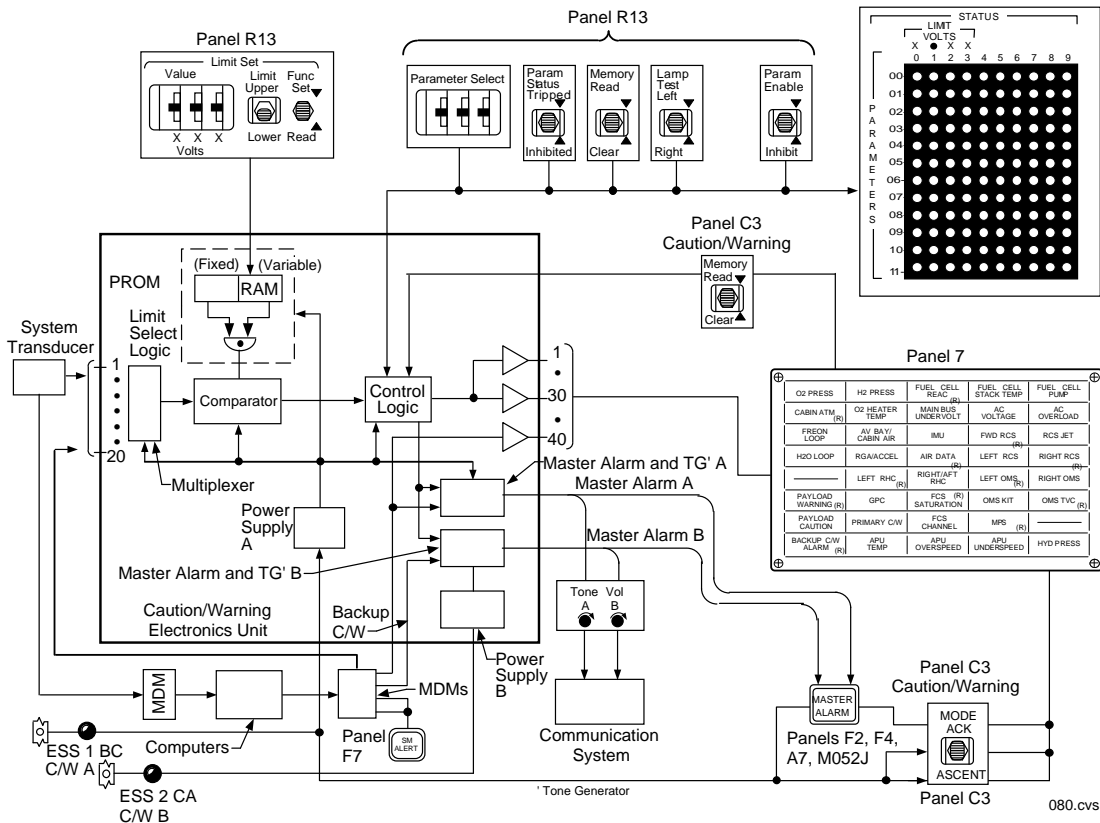 Panel R13
Limit Set
Value
Limit
Upper
Func
Set
X X X
Lower
Read
Volts
Panel R13
Parameter Select
Param
Status
Tripped
Inhibited
Memory
Read
Clear
Lamp
Test
Left
Right
Param
Enable
Inhibit
STATUS
LIMIT
VOLTS
X X X
0 1 2 3 4 5 6 7 8 9
PARAMETERS
00
01
02
03
04
05
06
07
08
09
10
11
Panel C3
Caution/Warning
Memory
Read
Clear
(Fixed) (Variable)
PROM
RAM
Limit
Select
Logic
System
Transducer
1
20
Comparator
Control
Logic
1
30
40
Multiplexer
Power
Supply
A
Master Alarm and TG' A
Master Alarm A
Master Alarm B
Master Alarm and TG' B
Caution/Warning
Electronics Unit
Backup
C/W
Power
Supply
B
Tone
A
Vol
B
Communication
System
MDM
Computers
MDMs
Panel
F7
SM
ALERT
ESS 1 BC
C/W A
ESS 2 CA
C/W B
' Tone Generator
Panel 7
O2 PRESS
H2 PRESS
FUEL CELL
REAC (R)
FUEL CELL
STACK TEMP
FUEL CELL
PUMP
CABIN ATM (R)
O2 HEATER
TEMP
MAIN BUS
UNDERVOLT
AC
VOLTAGE
AC
OVERLOAD
FREON
LOOP
AV BAY/
CABIN AIR
IMU
FWD RCS (R)
RCS JET
H2O LOOP
RGA/ACCEL
AIR DATA (R)
LEFT RCS
RIGHT RCS (R)
LEFT RHC (R)
RIGHT/AFT
RHC
LEFT OMS (R)
RIGHT OMS
PAYLOAD
WARNING (R)
GPC
FCS (R)
SATURATION
OMS KIT
OMS TVC (R)
PAYLOAD
CAUTION
PRIMARY C/W
FCS
CHANNEL
MPS (R)
BACKUP C/W
ALARM (R)
APU
TEMP
APU
OVERSPEED
APU
UNDERSPEED
HYD PRESS
MASTER
ALARM
Panels F2, F4,
A7, M052J
Panel C3
Caution/Warning
MODE
ACK
ASCENT
Panel C3
080.cvs